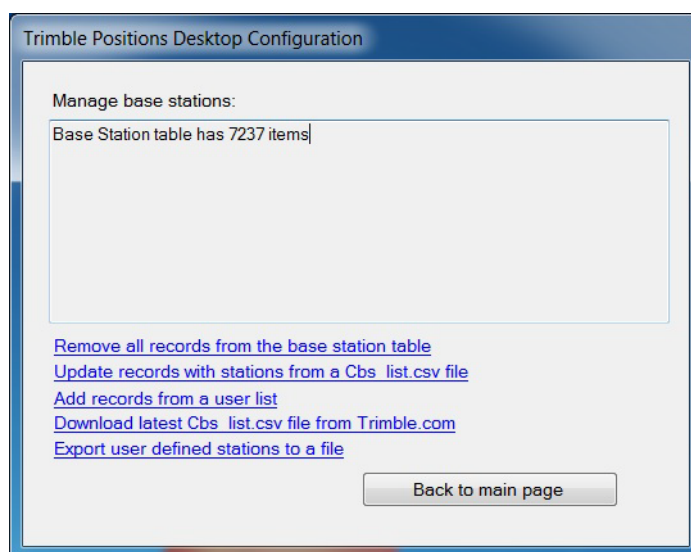 Trimble Positions Desktop Configuration
Manage base stations:
Base Station table has 7237 items
Remove all records from the base station table
Update records with stations from a Cbs_list.csv file
Add records from a user list
Download latest Cbs_list.csv file from Trimble.com
Export user defined stations to a file
Back to main page